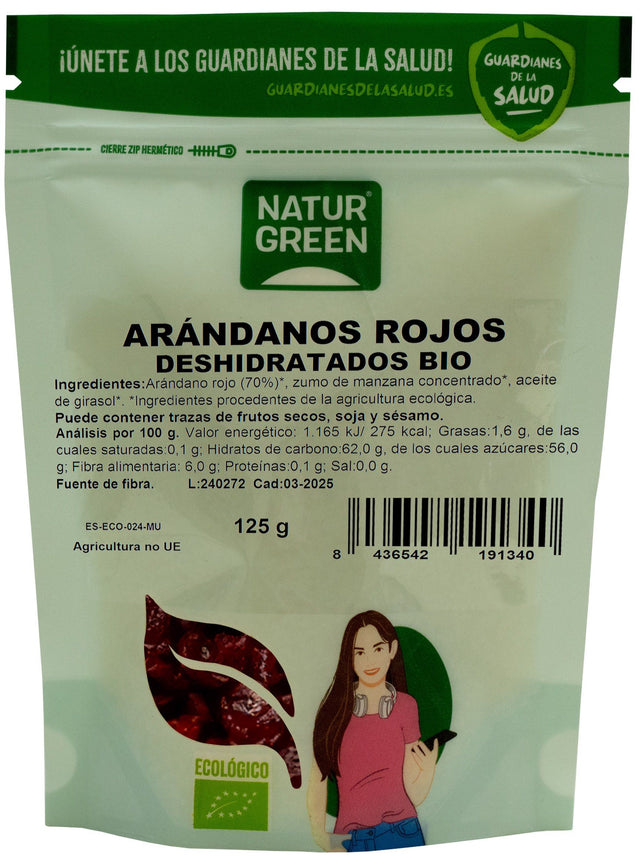 ¡ÚNETE A LOS GUARDIANES DE LA SALUD!
GUARDIANESDELASALUD.ES
GUARDIANES
DE LA
SALUD
CIERRE ZIP HERMÉTICO
NATUR®
GREEN
ARÁNDANOS ROJOS
DESHIDRATADOS BIO
Ingredientes:Arándano rojo (70%)*, zumo de manzana concentrado*, aceite
de girasol*. *Ingredientes procedentes de la agricultura ecológica.
Puede contener trazas de frutos secos, soja y sésamo.
Análisis por 100 g. Valor energético: 1.165 kJ/ 275 kcal; Grasas:1,6 g, de las
cuales saturadas:0,1 g; Hidratos de carbono:62,0 g, de los cuales azúcares:56,0
g; Fibra alimentaria: 6,0 g; Proteínas:0,1 g; Sal:0,0 g.
Fuente de fibra. L:240272 Cad:03-2025
ES-ECO-024-MU
Agricultura no UE
125 g
8 436542 191340
ECOLÓGICO